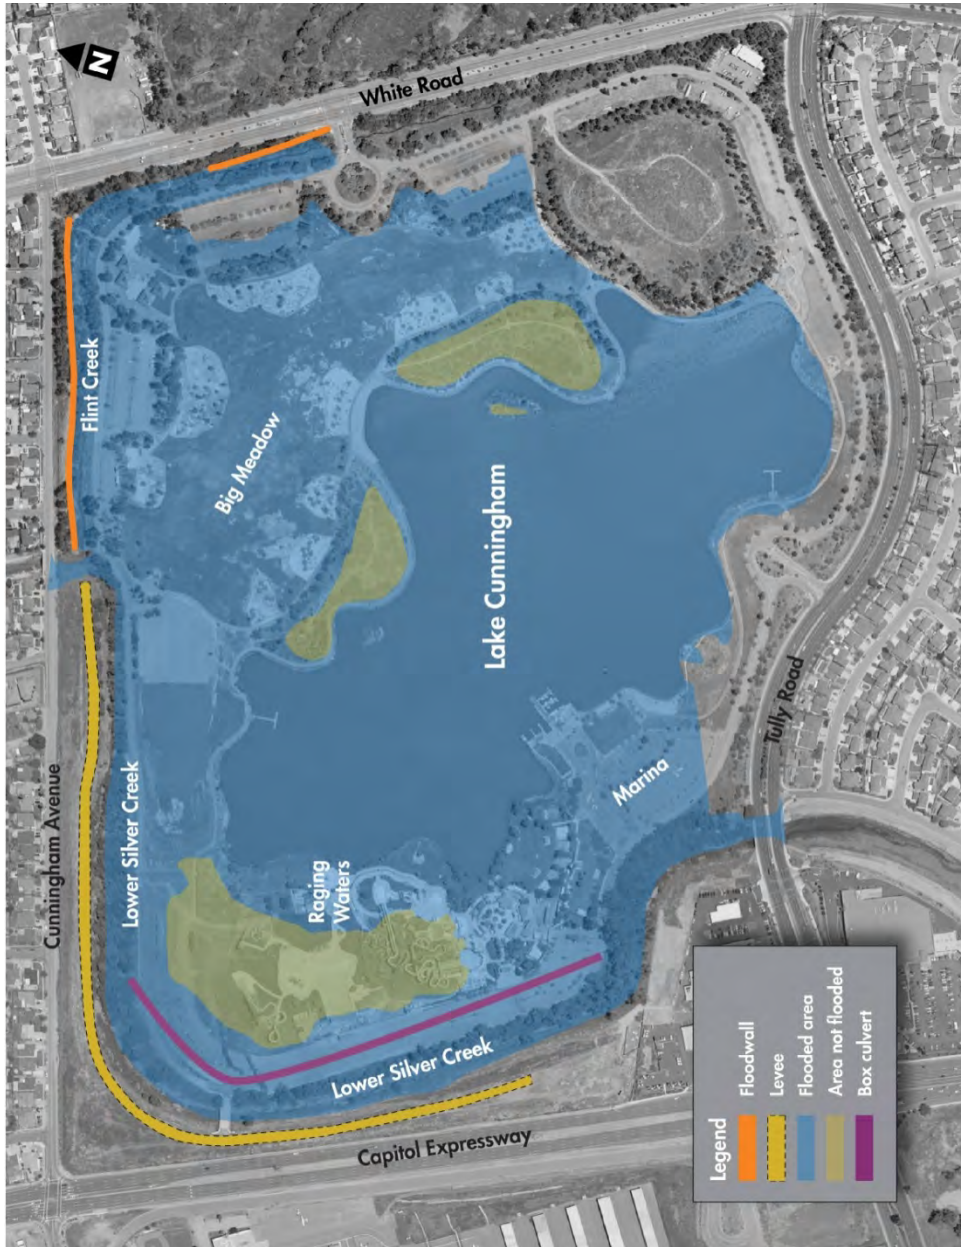 N
White Road
Flint Creek
Big Meadow
Lake Cunningham
Cunningham Avenue
Lower Silver Creek
Raging
Waters
Marina
Tully Road
Lower Silver Creek
Capitol Expressway
Legend
Floodwall
Levee
Flooded area
Area not flooded
Box culvert